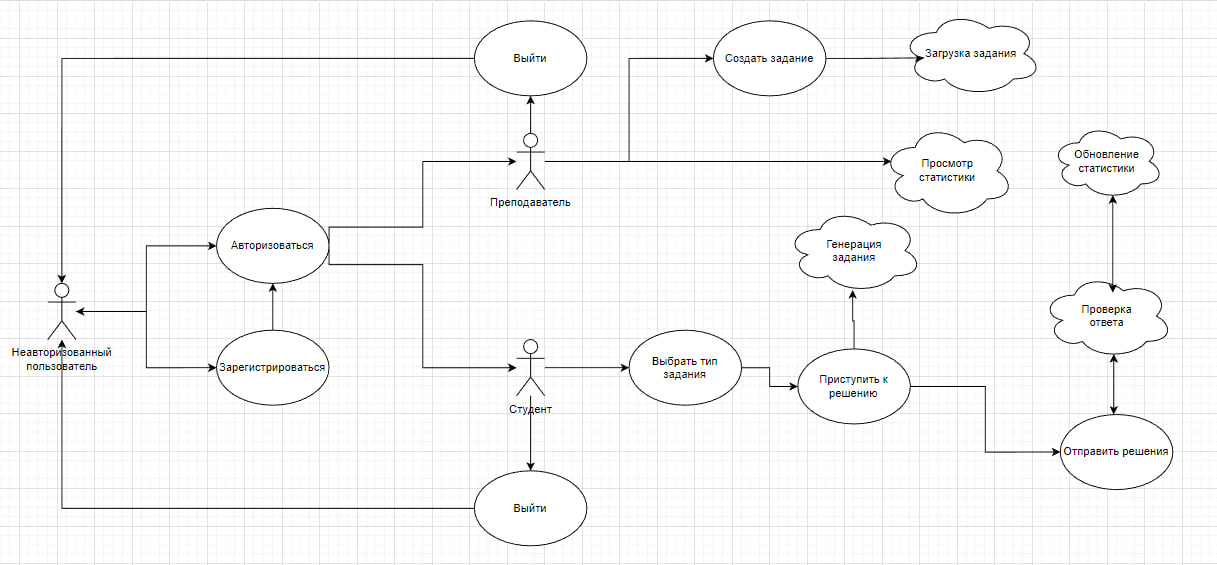 Выйти
Создать задание
Загрузка задания
Обновление
статистики
Просмотр
статистики
Преподаватель
Авторизоваться
Генерация
задания
Проверка
ответа
Неавторизованный
пользователь
Зарегистрироваться
Выбрать тип
задания
Приступить к
решению
Студент
Отправить решения
Выйти